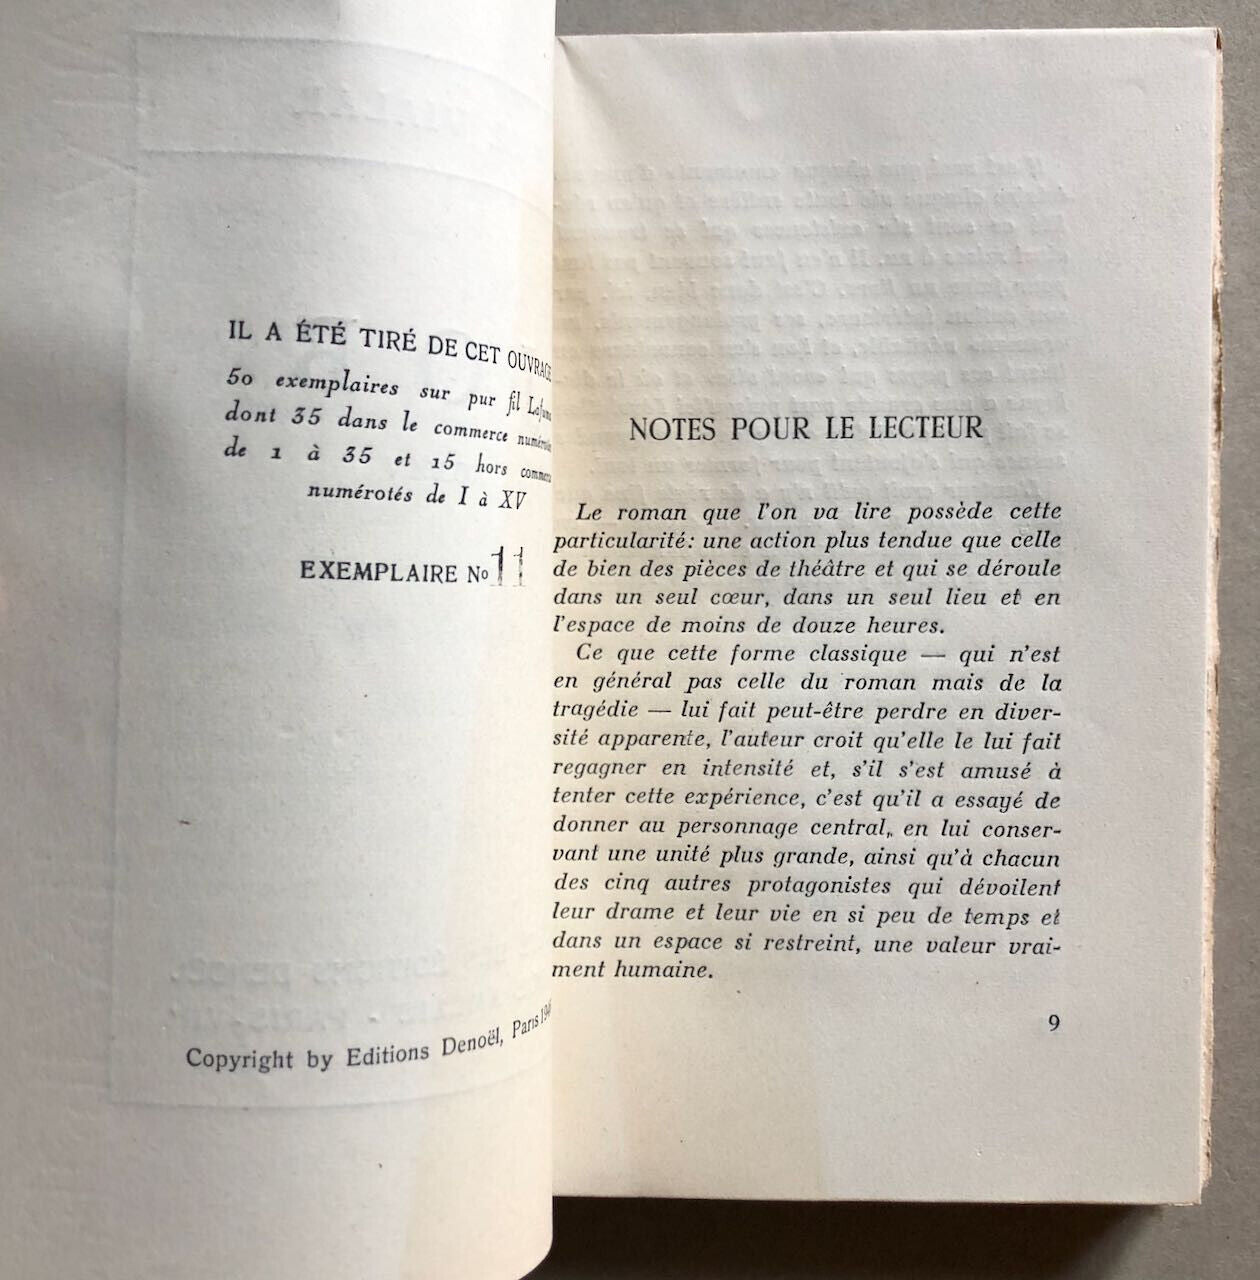 IL A ÉTÉ TIRÉ DE CET OUVRAGE
50 exemplaires sur pur fil Lafuma
dont 35 dans le commerce numérotés
de 1 à 35 et 15 hors commerce
numérotés de I à XV
EXEMPLAIRE No 11
Copyright by Editions Denoël, Paris 194
NOTES POUR LE LECTEUR
Le roman que l'on va lire possède cette
particularité: une action plus tendue que celle
de bien des pièces de théâtre et qui se déroule
dans un seul cœur, dans un seul lieu et en
l'espace de moins de douze heures.
Ce que cette forme classique — qui n'est
en général pas celle du roman mais de la
tragédie — lui fait peut-être perdre en diver-
sité apparente, l'auteur croit qu'elle le lui fait
regagner en intensité et, s'il s'est amusé à
tenter cette expérience, c'est qu'il a essayé de
donner au personnage central, en lui conser-
vant une unité plus grande, ainsi qu'à chacun
des cinq autres protagonistes qui dévoilent
leur drame et leur vie en si peu de temps et
dans un espace si restreint, une valeur vrai-
ment humaine.
9